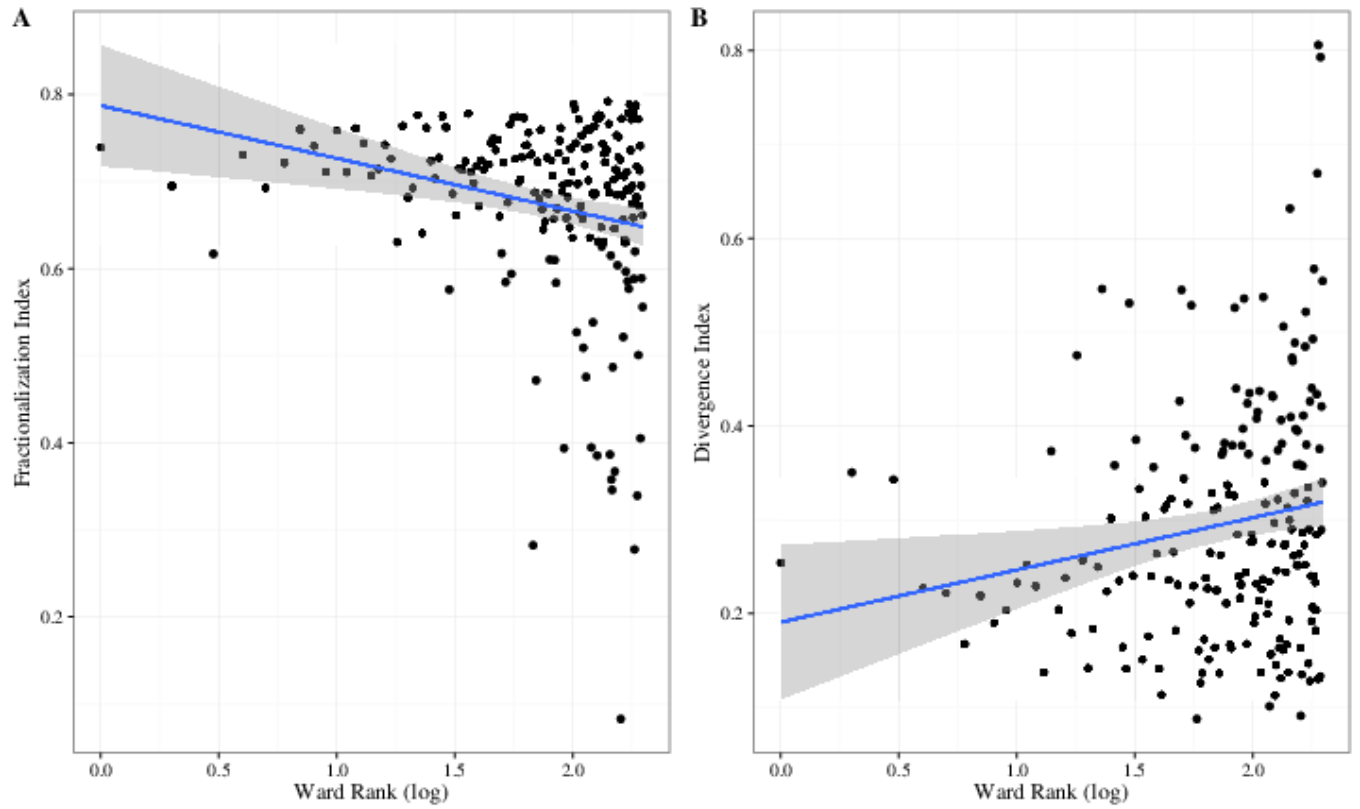 A
B
0.8
0.6
0.4
0.2
Fractionalization Index
0.0 0.5 1.0 1.5 2.0
Ward Rank (log)
0.8
0.6
0.4
0.2
Divergence Index
0.0 0.5 1.0 1.5 2.0
Ward Rank (log)